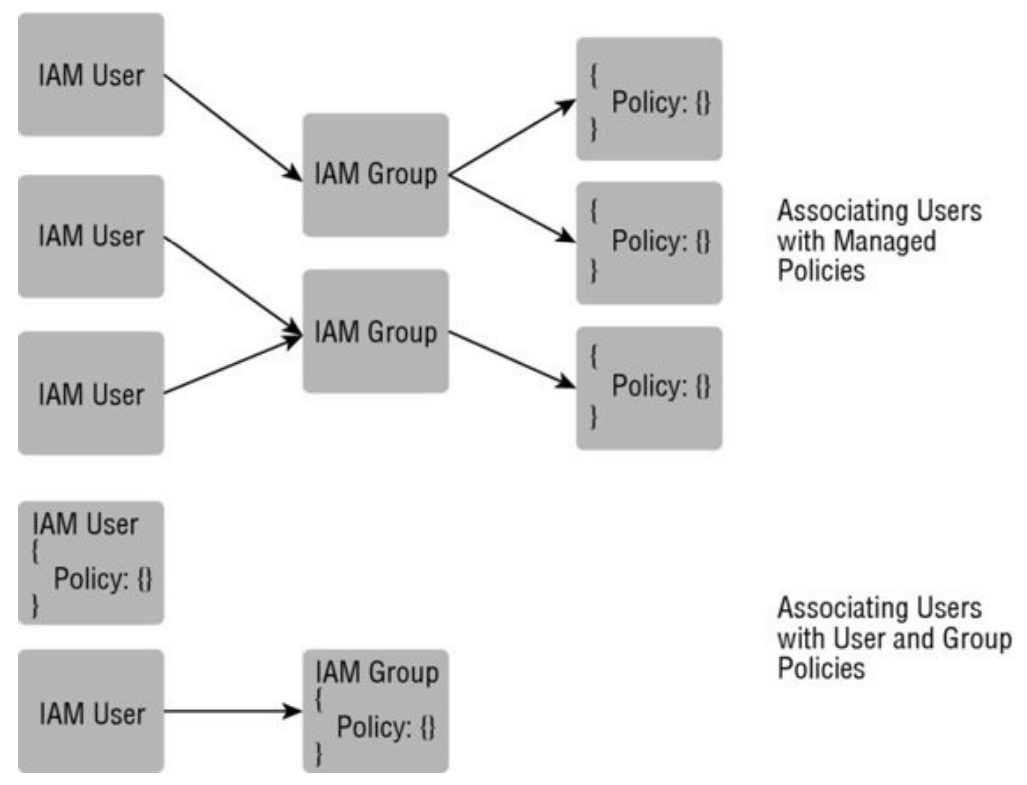 IAM User
IAM Group
{
Policy: {}
}
IAM User
{
Policy: {}
}
Associating Users
with Managed
Policies
IAM Group
IAM User
{
Policy: {}
}
IAM User
{
Policy: {}
}
Associating Users
with User and Group
Policies
IAM User
IAM Group
{
Policy: {}
}